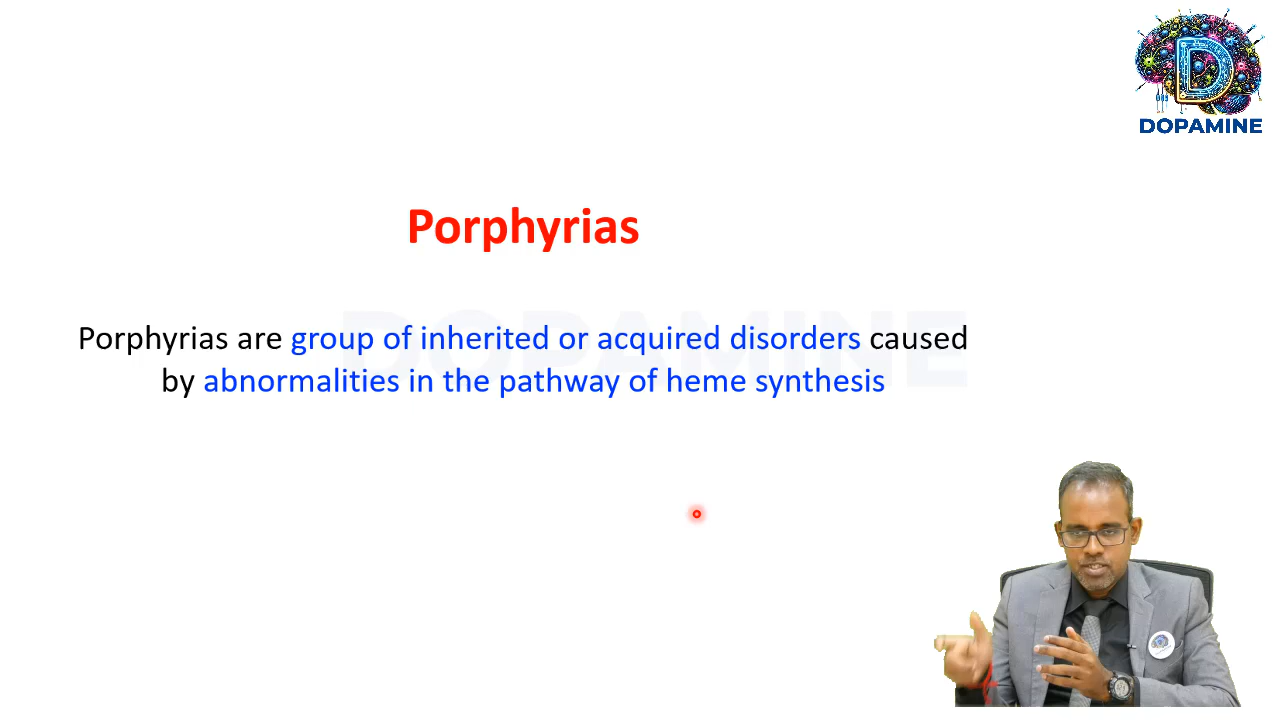 D
DOPAMINE
Porphyrias
DOPAMINE
Porphyrias are group of inherited or acquired disorders caused
by abnormalities in the pathway of heme synthesis